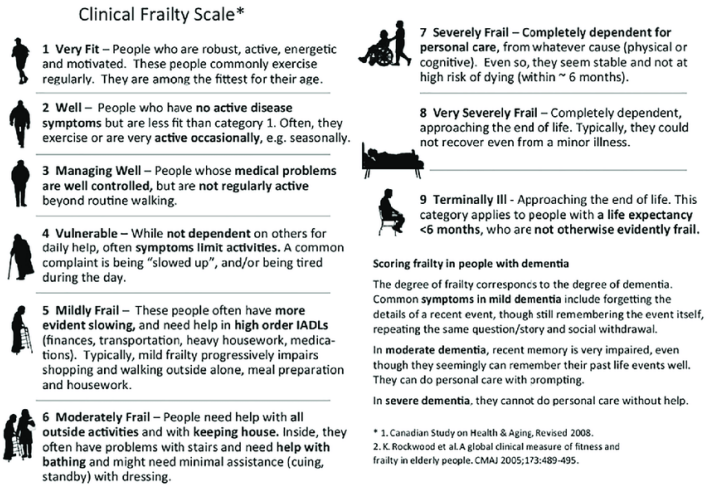 Clinical Frailty Scale*
1 Very Fit – People who are robust, active, energetic
and motivated. These people commonly exercise
regularly. They are among the fittest for their age.
2 Well – People who have no active disease
symptoms but are less fit than category 1. Often, they
exercise or are very active occasionally, e.g. seasonally.
3 Managing Well – People whose medical problems
are well controlled, but are not regularly active
beyond routine walking.
4 Vulnerable – While not dependent on others for
daily help, often symptoms limit activities. A common
complaint is being “slowed up”, and/or being tired
during the day.
5 Mildly Frail – These people often have more
evident slowing, and need help in high order IADLs
(finances, transportation, heavy housework, medica-
tions). Typically, mild frailty progressively impairs
shopping and walking outside alone, meal preparation
and housework.
6 Moderately Frail – People need help with all
outside activities and with keeping house. Inside, they
often have problems with stairs and need help with
bathing and might need minimal assistance (cuing,
standby) with dressing.
7 Severely Frail – Completely dependent for
personal care, from whatever cause (physical or
cognitive). Even so, they seem stable and not at
high risk of dying (within ~ 6 months).
8 Very Severely Frail – Completely dependent,
approaching the end of life. Typically, they could
not recover even from a minor illness.
9 Terminally Ill - Approaching the end of life. This
category applies to people with a life expectancy
<6 months, who are not otherwise evidently frail.
Scoring frailty in people with dementia
The degree of frailty corresponds to the degree of dementia.
Common symptoms in mild dementia include forgetting the
details of a recent event, though still remembering the event itself,
repeating the same question/story and social withdrawal.
In moderate dementia, recent memory is very impaired, even
though they seemingly can remember their past life events well.
They can do personal care with prompting.
In severe dementia, they cannot do personal care without help.
* 1. Canadian Study on Health & Aging, Revised 2008.
2. K. Rockwood et al. A global clinical measure of fitness and
frailty in elderly people. CMAJ 2005;173:489-495.